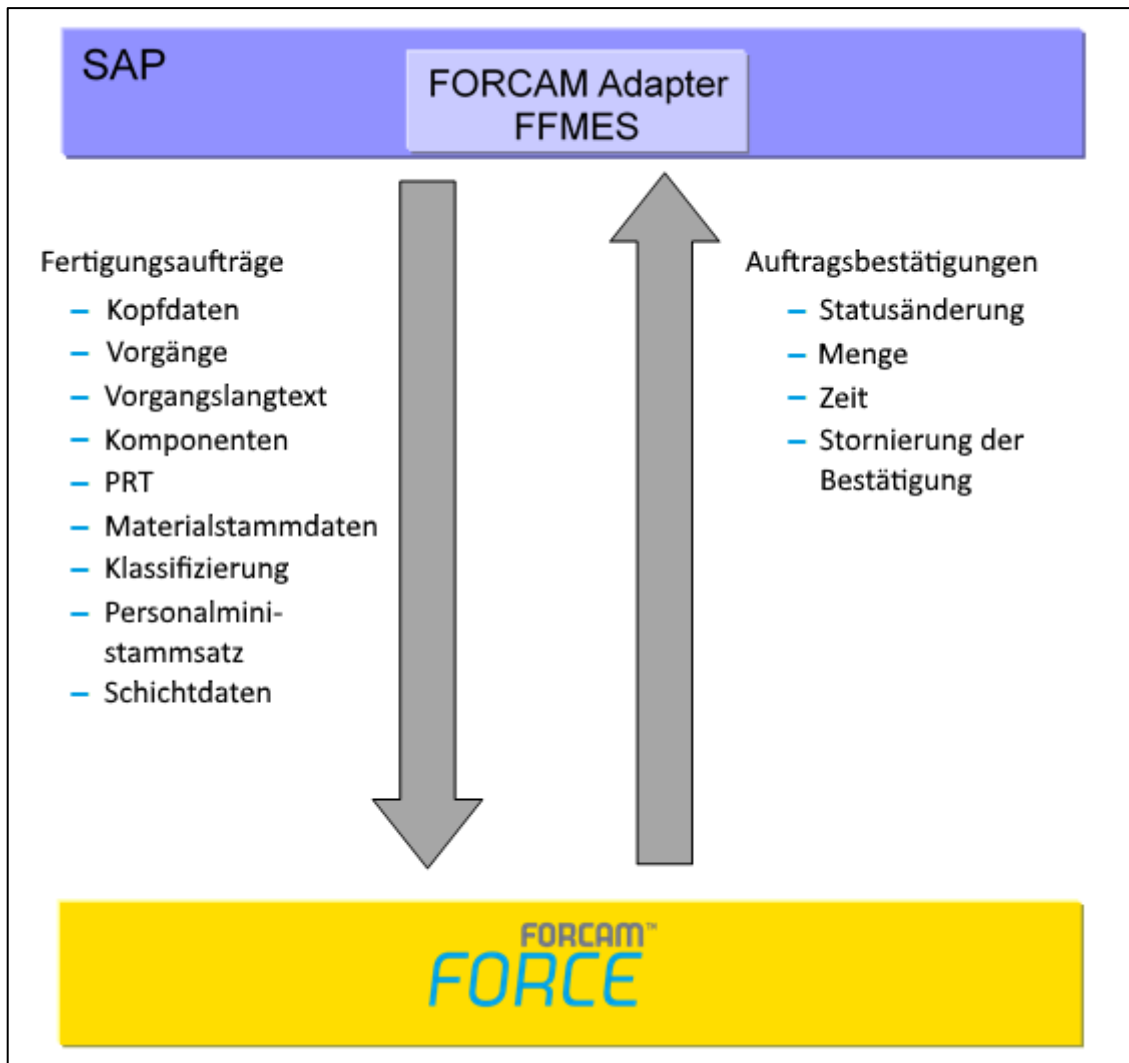 SAP
FORCAM Adapter
FFMES
Fertigungsaufträge
– Kopfdaten
– Vorgänge
– Vorgangslangtext
– Komponenten
– PRT
– Materialstammdaten
– Klassifizierung
– Personalmini-
stammsatz
– Schichtdaten
Auftragsbestätigungen
– Statusänderung
– Menge
– Zeit
– Stornierung der
Bestätigung
FORCAM™
FORCE